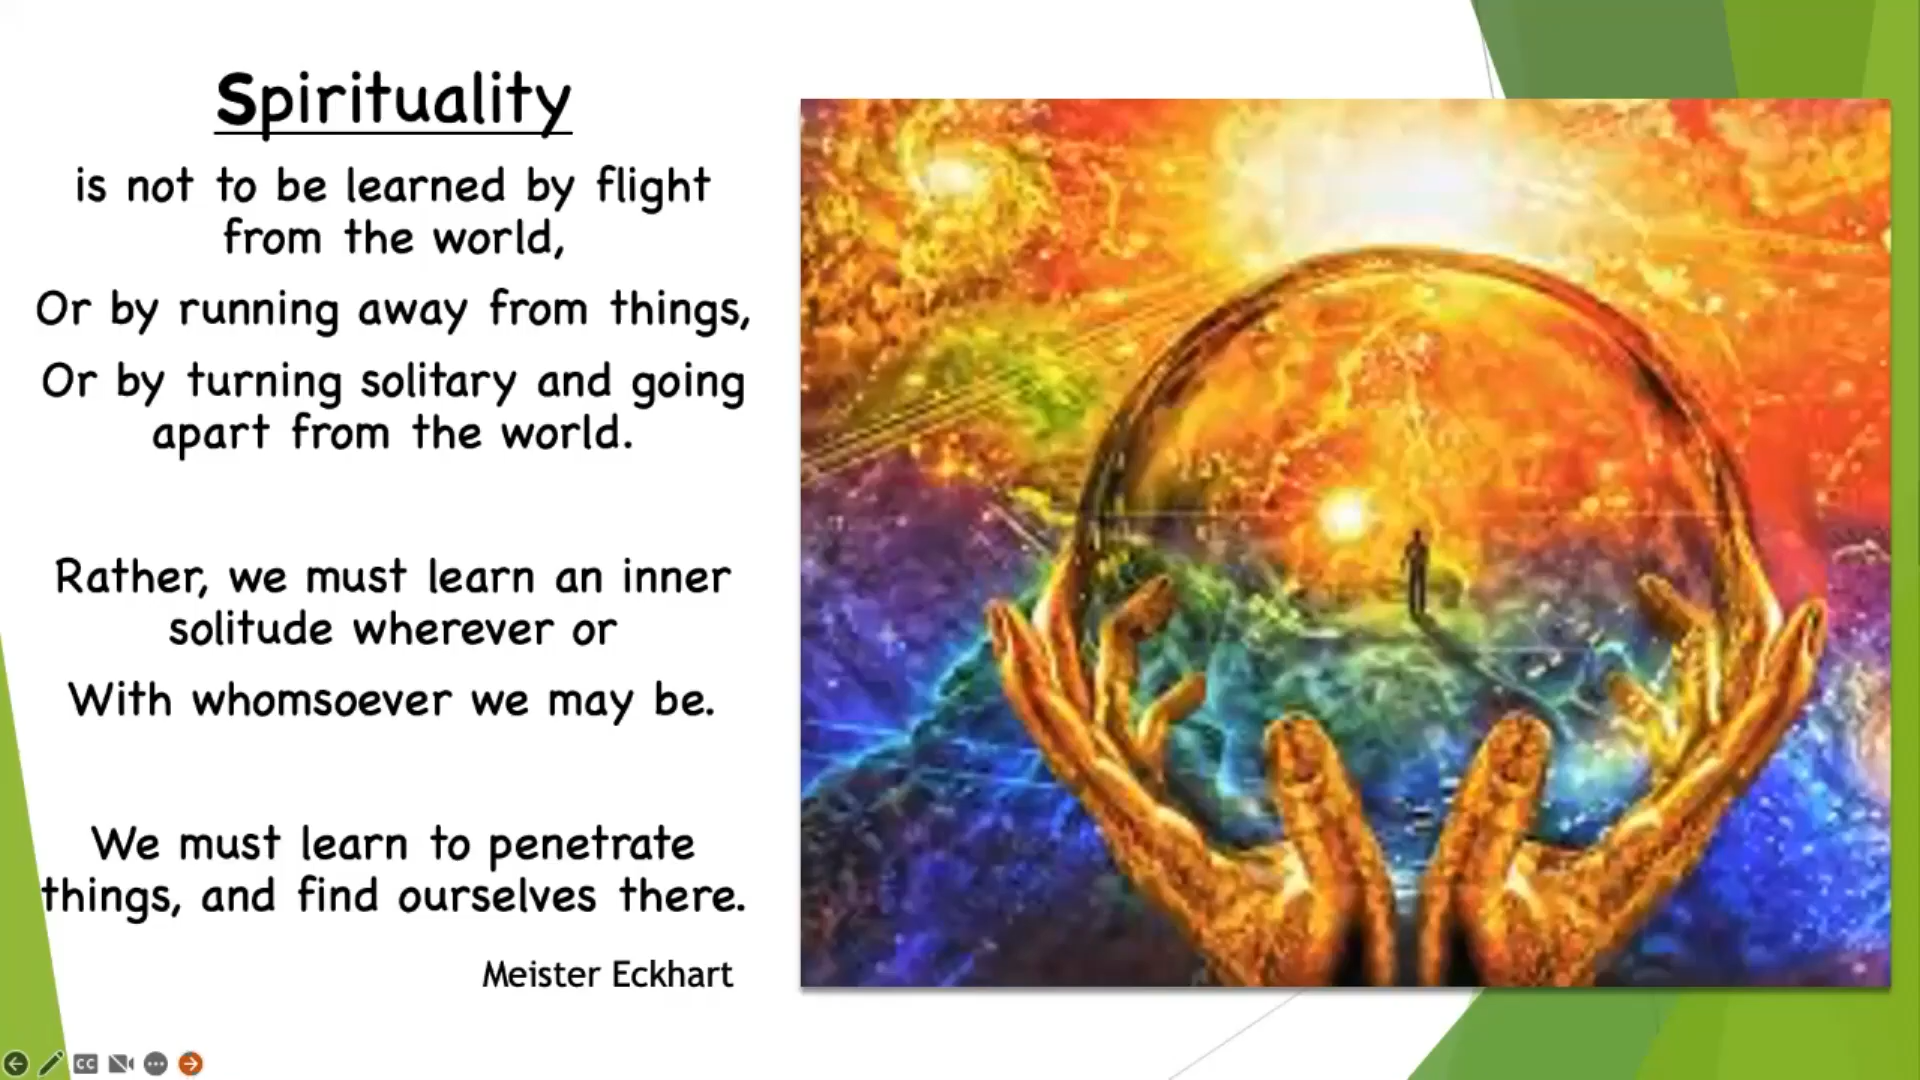 Spirituality
is not to be learned by flight
from the world,
Or by running away from things,
Or by turning solitary and going
apart from the world.
Rather, we must learn an inner
solitude wherever or
With whomsoever we may be.
We must learn to penetrate
things, and find ourselves there.
Meister Eckhart
CC